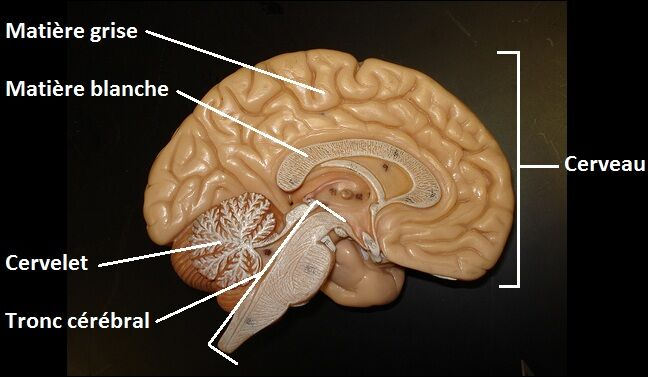 Matière grise
Matière blanche
Cerveau
Cervelet
Tronc cérébral